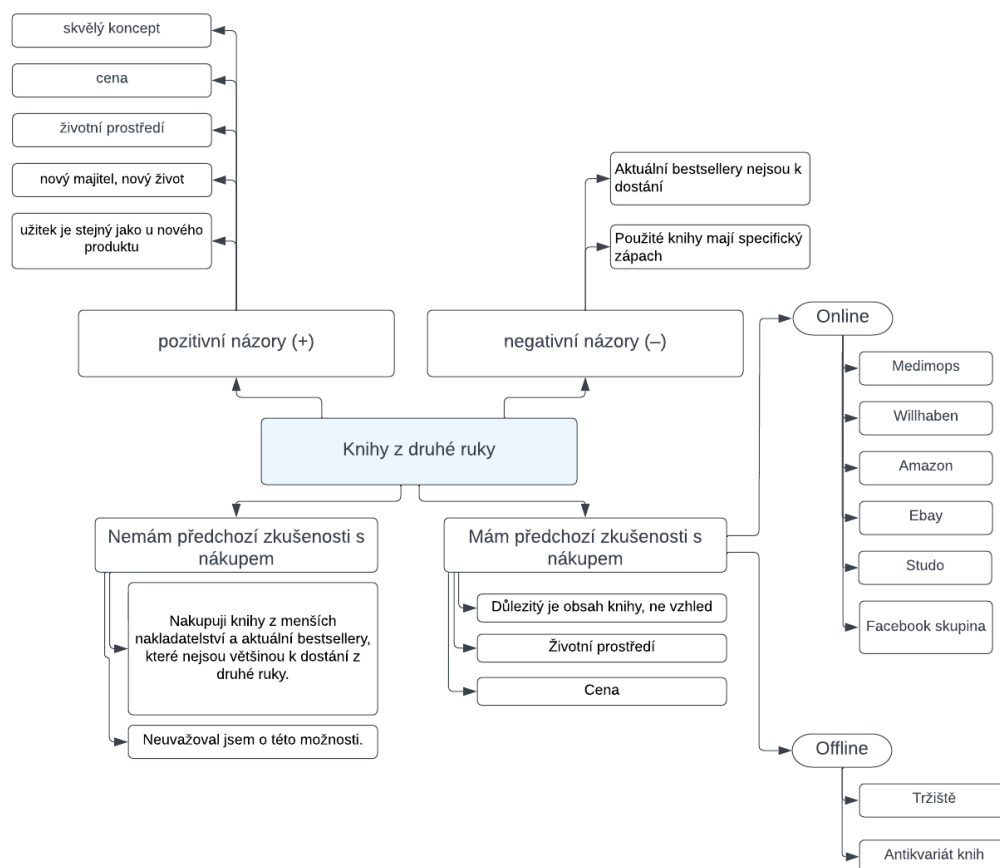 skvělý koncept
cena
životní prostředí
nový majitel, nový život
užitek je stejný jako u nového
produktu
Aktuální bestsellery nejsou k
dostání
Použité knihy mají specifický
zápach
pozitivní názory (+)
negativní názory (–)
Knihy z druhé ruky
Nemám předchozí zkušenosti s
nákupem
Nakupuji knihy z menších
nakladatelství a aktuální bestsellery,
které nejsou většinou k dostání z
druhé ruky.
Neuvažoval jsem o této možnosti.
Mám předchozí zkušenosti s
nákupem
Důlezitý je obsah knihy, ne vzhled
Životní prostředí
Cena
Online
Medimops
Willhaben
Amazon
Ebay
Studo
Facebook skupina
Offline
Tržiště
Antikvariát knih